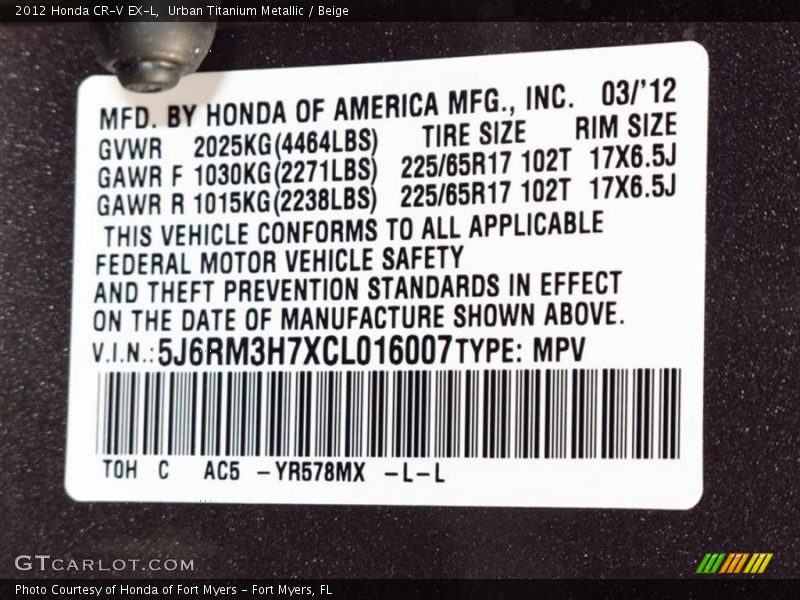 2012 Honda CR-V EX-L,  Urban Titanium Metallic / Beige
MFD. BY HONDA OF AMERICA MFG., INC. 03/'12
GVWR 2025KG(4464LBS) TIRE SIZE RIM SIZE
GAWR F 1030KG(2271LBS) 225/65R17 102T 17X6.5J
GAWR R 1015KG(2238LBS) 225/65R17 102T 17X6.5J
THIS VEHICLE CONFORMS TO ALL APPLICABLE
FEDERAL MOTOR VEHICLE SAFETY
AND THEFT PREVENTION STANDARDS IN EFFECT
ON THE DATE OF MANUFACTURE SHOWN ABOVE.
V.I.N.: 5J6RM3H7XCL016007 TYPE: MPV
TOH C AC5 -YR578MX -L-L
GTCARLOT.COM
Photo Courtesy of Honda of Fort Myers - Fort Myers, FL